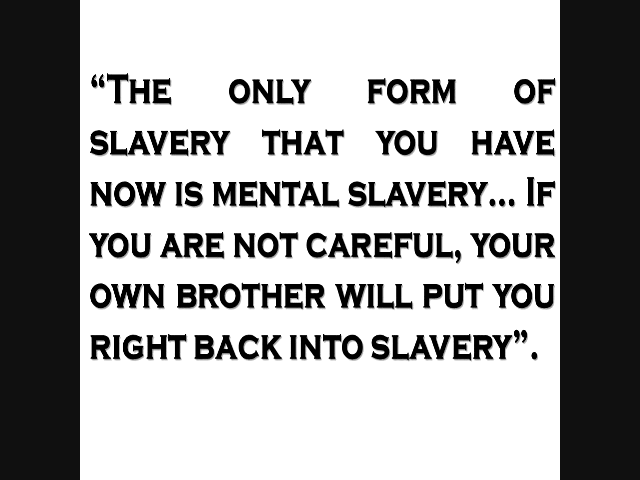 “THE ONLY FORM OF
SLAVERY THAT YOU HAVE
NOW IS MENTAL SLAVERY... IF
YOU ARE NOT CAREFUL, YOUR
OWN BROTHER WILL PUT YOU
RIGHT BACK INTO SLAVERY”.